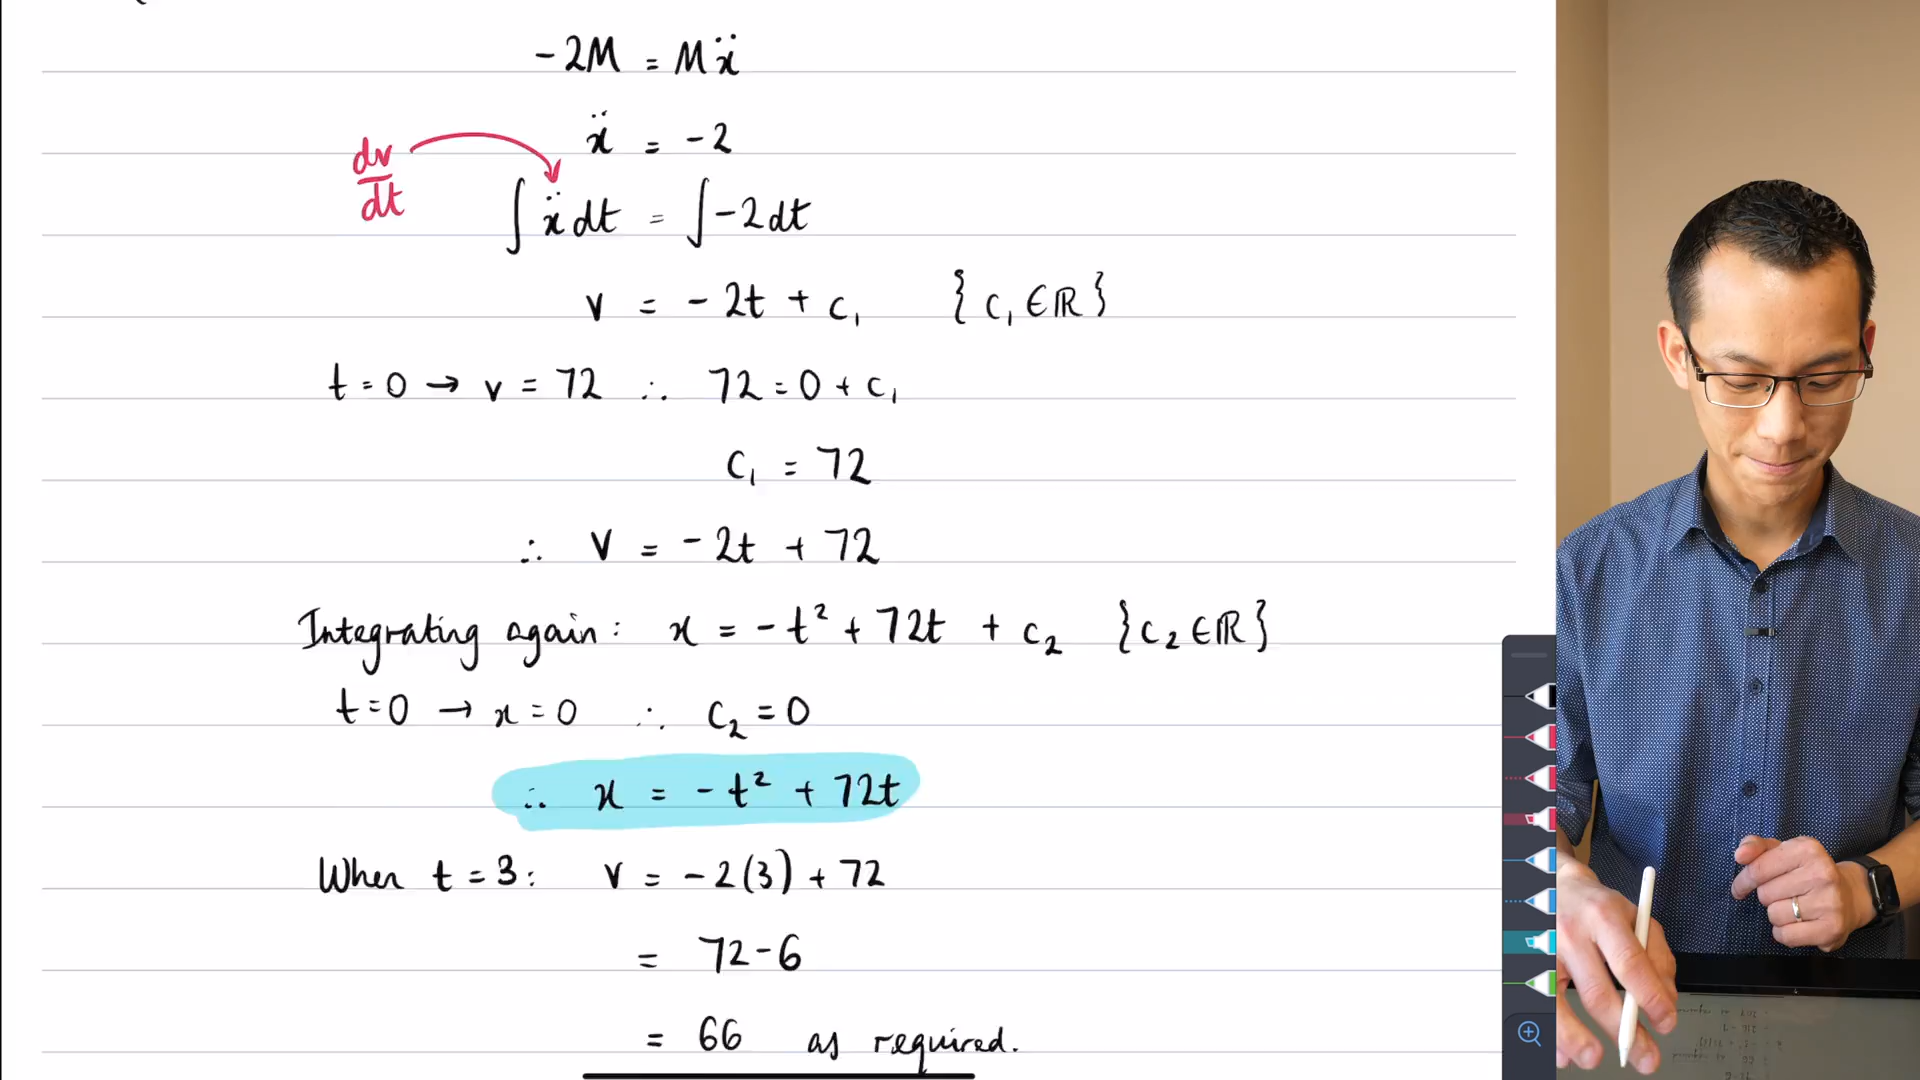 -2M = Mẍ
ẍ = -2
dv/dt
∫ẍ dt = ∫-2dt
v = -2t + c₁ {c₁∈ℝ}
t=0 → v = 72 ∴ 72 = 0 + c₁
c₁ = 72
∴ v = -2t + 72
Integrating again: x = -t² + 72t + c₂ {c₂∈ℝ}
t=0 → x=0 ∴ c₂=0
∴ x = -t² + 72t
When t = 3: v = -2(3) + 72
= 72-6
= 66 as required.